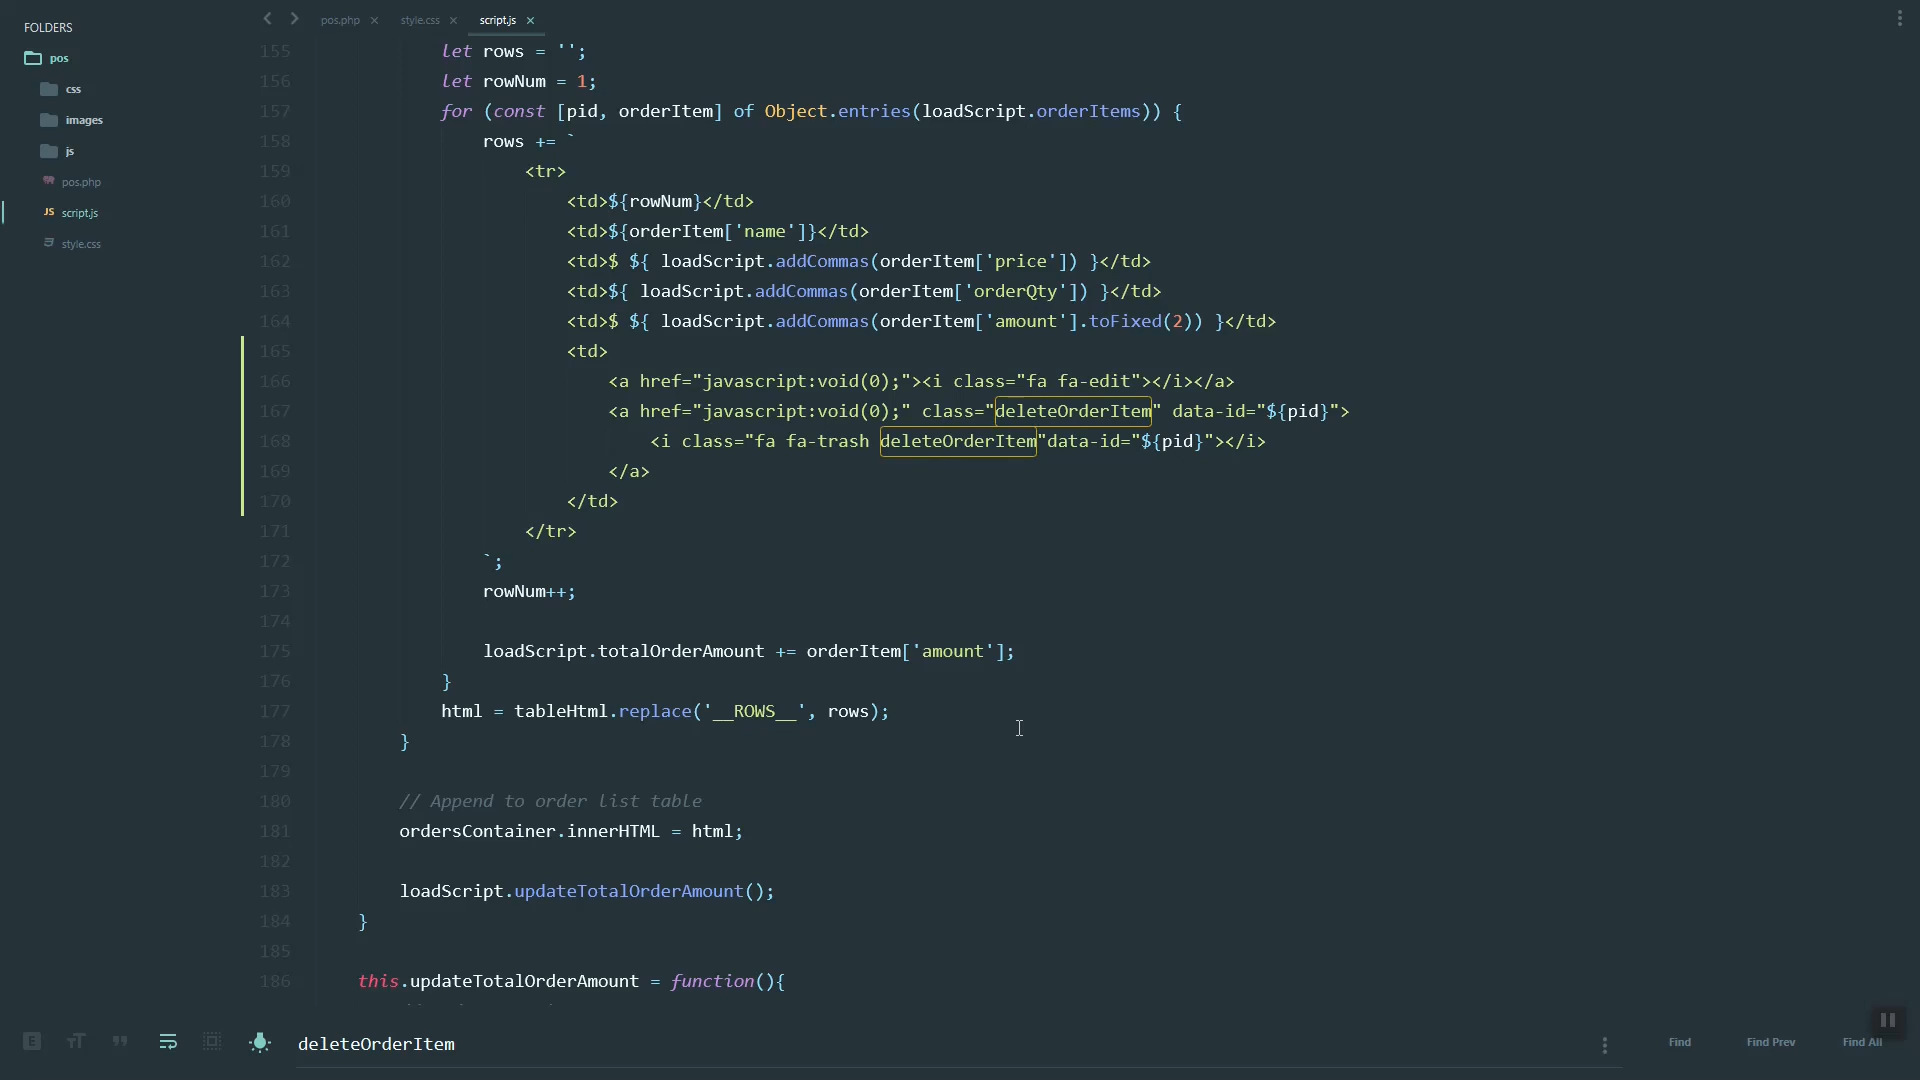 FOLDERS
pos
css
images
js
pos.php
script.js
style.css
pos.php × style.css × script.js ×
155 let rows = '';
156 let rowNum = 1;
157 for (const [pid, orderItem] of Object.entries(loadScript.orderItems)) {
158 rows += `
159 <tr>
160 <td>${rowNum}</td>
161 <td>${orderItem['name']}</td>
162 <td>$ ${ loadScript.addCommas(orderItem['price']) }</td>
163 <td>${ loadScript.addCommas(orderItem['orderQty']) }</td>
164 <td>$ ${ loadScript.addCommas(orderItem['amount'].toFixed(2)) }</td>
165 <td>
166 <a href="javascript:void(0);"><i class="fa fa-edit"></i></a>
167 <a href="javascript:void(0);" class="deleteOrderItem" data-id="${pid}">
168 <i class="fa fa-trash deleteOrderItem"data-id="${pid}"></i>
169 </a>
170 </td>
171 </tr>
172 `;
173 rowNum++;
174
175 loadScript.totalOrderAmount += orderItem['amount'];
176 }
177 html = tableHtml.replace('__ROWS__', rows);
178 }
179
180 // Append to order list table
181 ordersContainer.innerHTML = html;
182
183 loadScript.updateTotalOrderAmount();
184 }
185
186 this.updateTotalOrderAmount = function(){
deleteOrderItem
Find Find Prev Find All